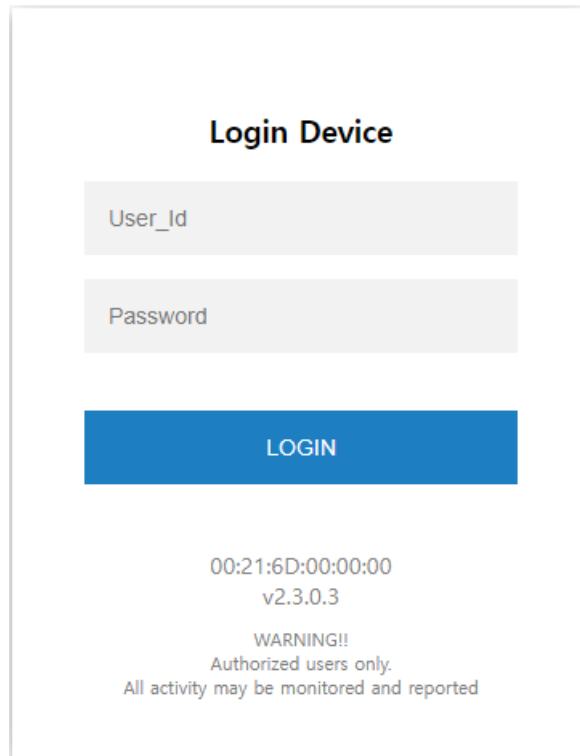 Login Device
User_Id
Password
LOGIN
00:21:6D:00:00:00
v2.3.0.3
WARNING!!
Authorized users only.
All activity may be monitored and reported